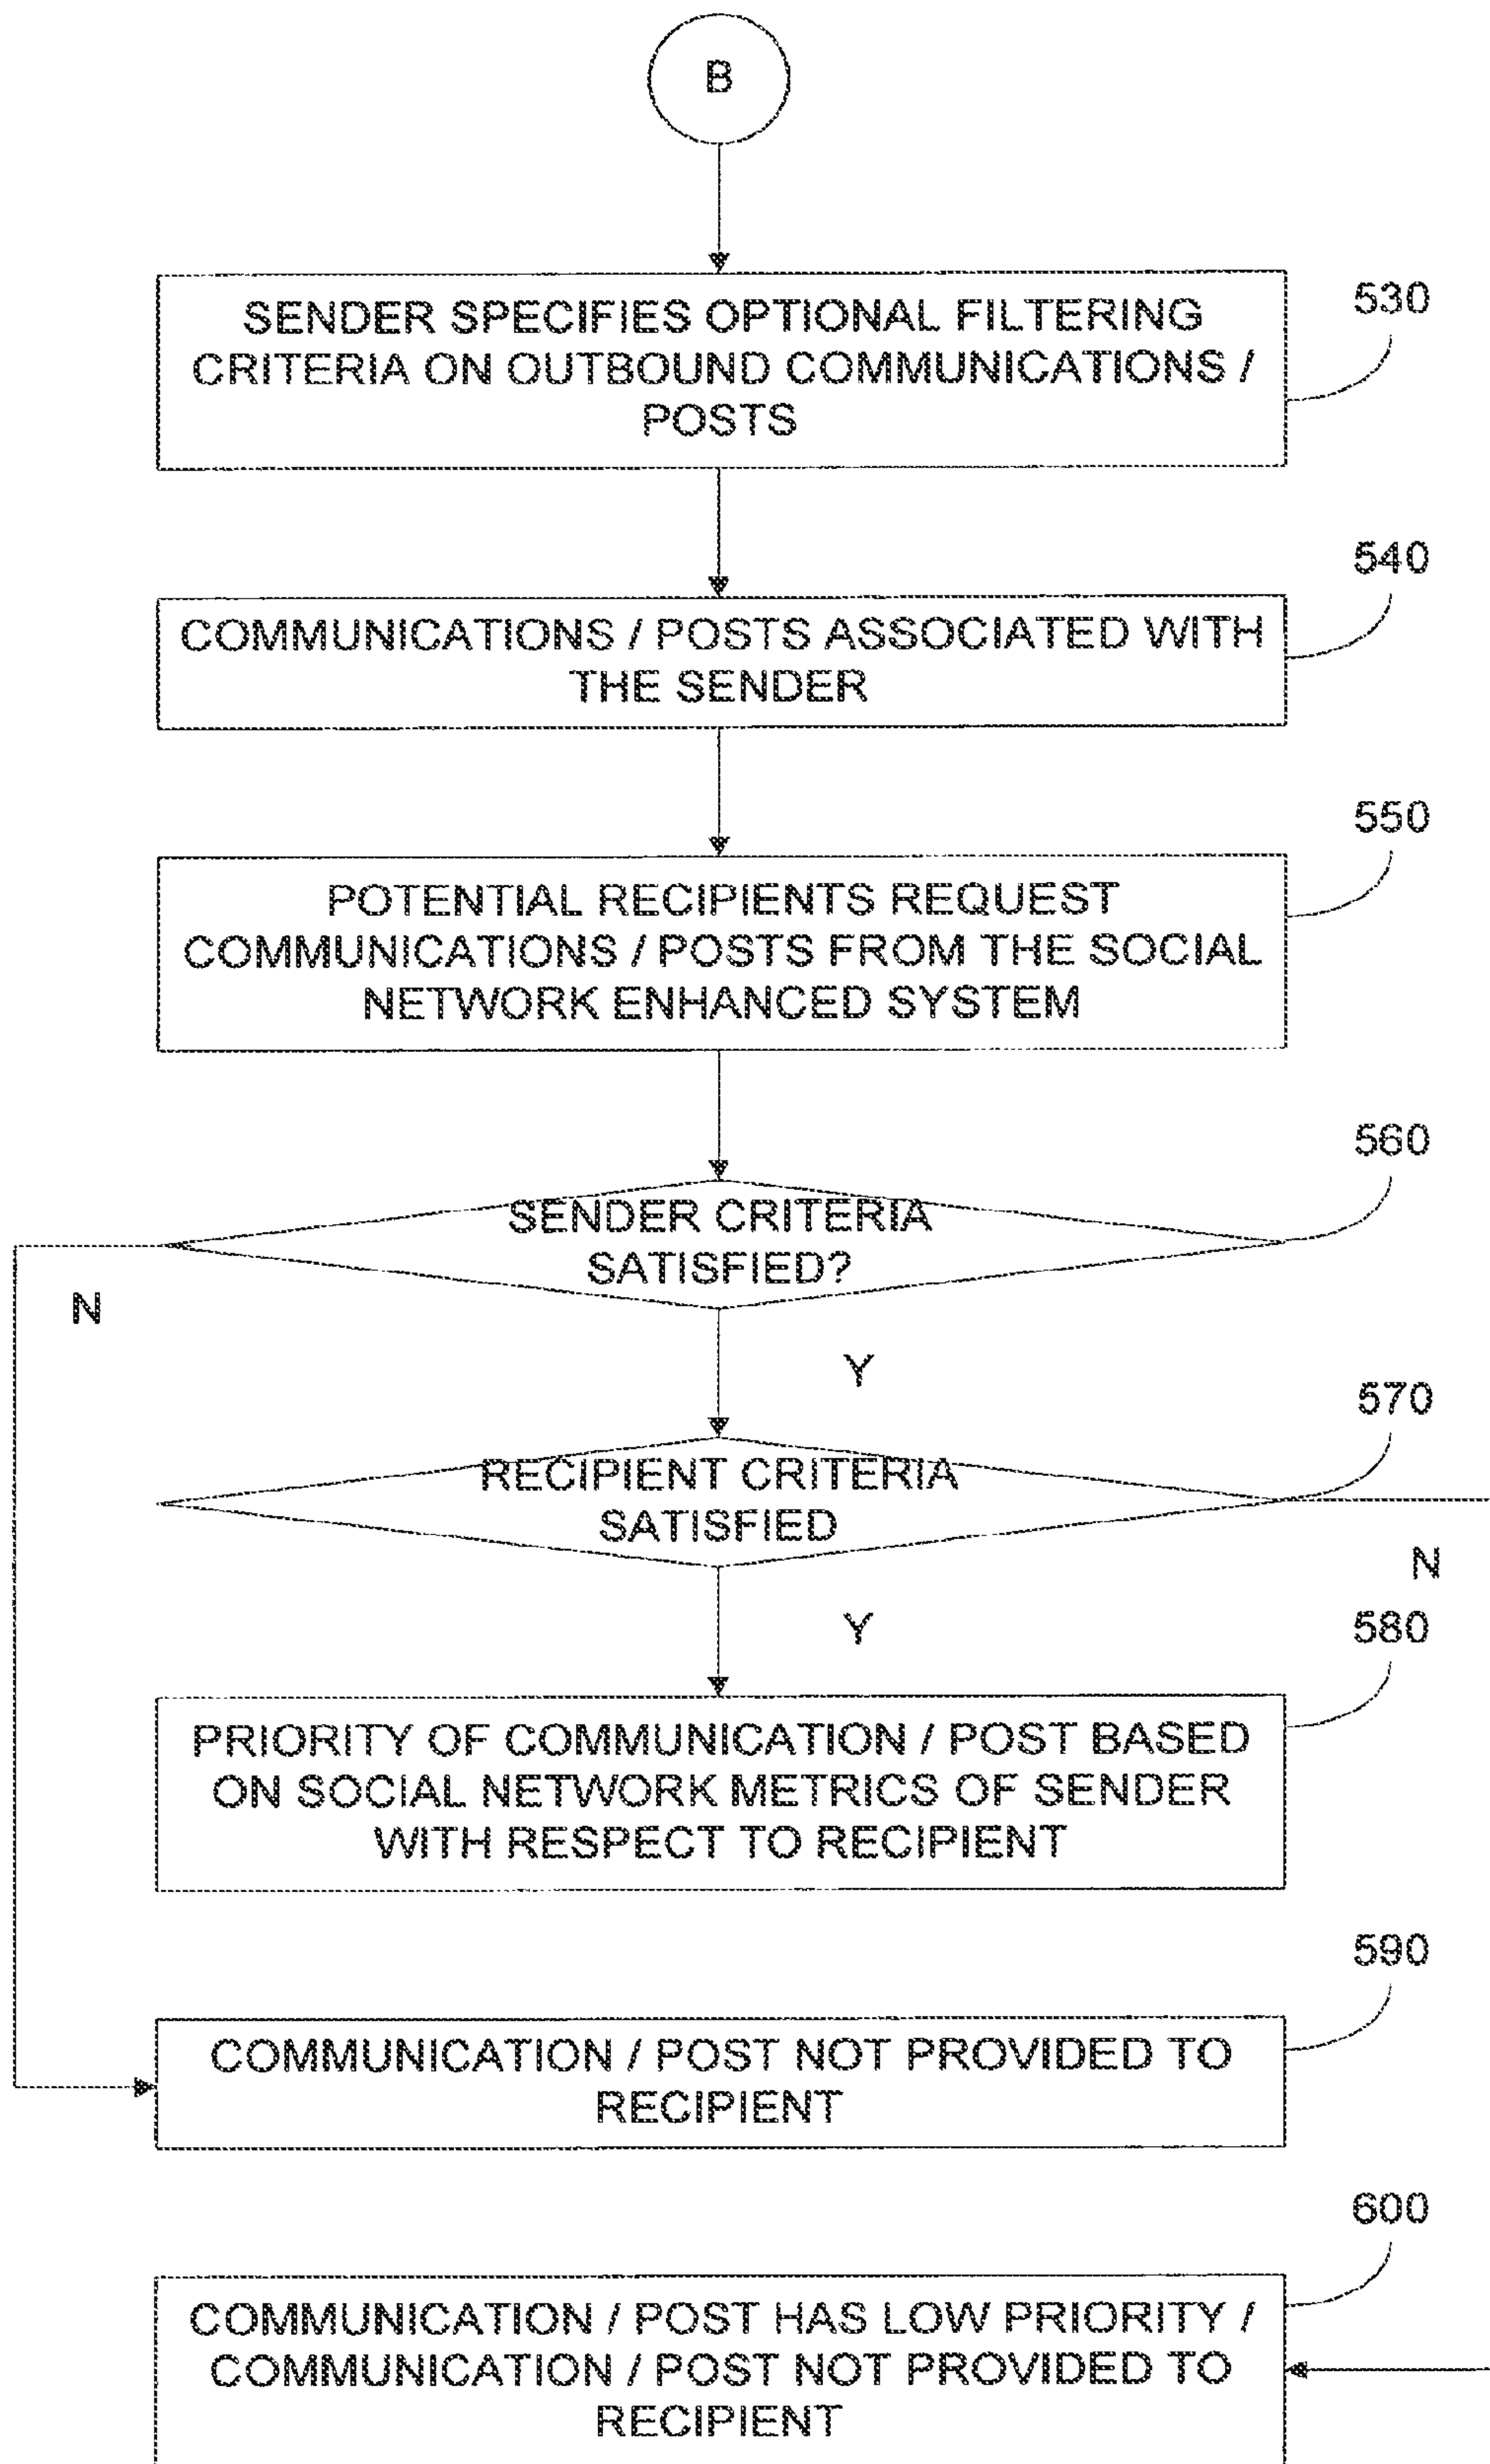 B
530
SENDER SPECIFIES OPTIONAL FILTERING
CRITERIA ON OUTBOUND COMMUNICATIONS /
POSTS
540
COMMUNICATIONS / POSTS ASSOCIATED WITH
THE SENDER
550
POTENTIAL RECIPIENTS REQUEST
COMMUNICATIONS / POSTS FROM THE SOCIAL
NETWORK ENHANCED SYSTEM
560
SENDER CRITERIA
SATISFIED?
N
Y
570
RECIPIENT CRITERIA
SATISFIED
N
Y
580
PRIORITY OF COMMUNICATION / POST BASED
ON SOCIAL NETWORK METRICS OF SENDER
WITH RESPECT TO RECIPIENT
590
COMMUNICATION / POST NOT PROVIDED TO
RECIPIENT
600
COMMUNICATION / POST HAS LOW PRIORITY /
COMMUNICATION / POST NOT PROVIDED TO
RECIPIENT